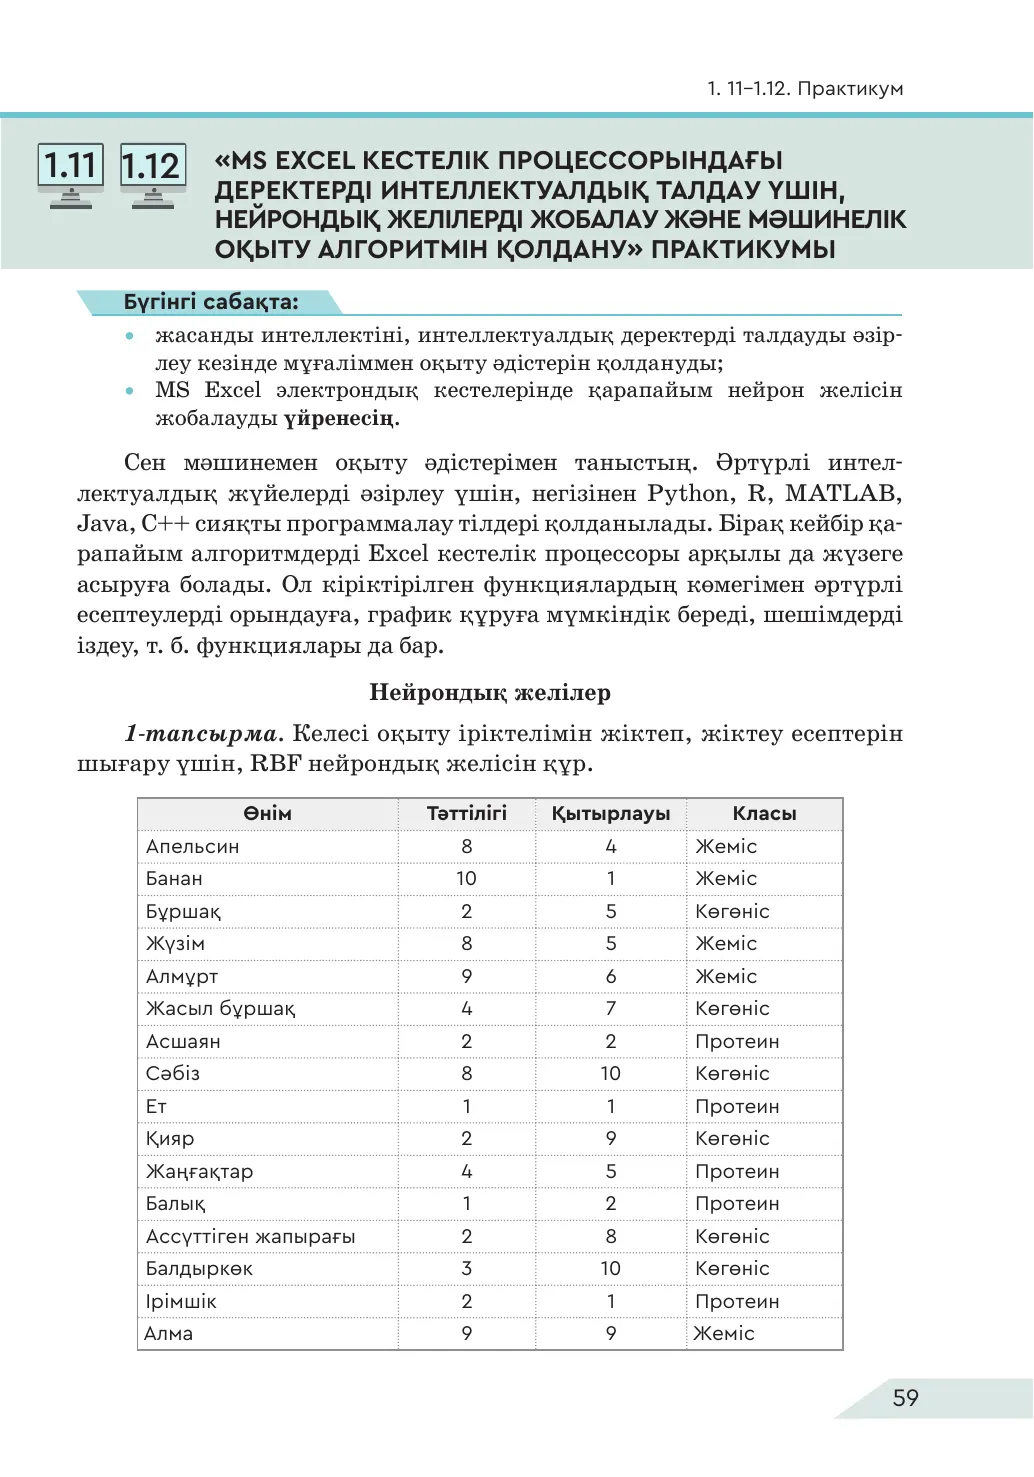 1. 11–1.12. Практикум
1.11 1.12
«MS EXCEL КЕСТЕЛІК ПРОЦЕССОРЫНДАҒЫ
ДЕРЕКТЕРДІ ИНТЕЛЛЕКТУАЛДЫҚ ТАЛДАУ ҮШІН,
НЕЙРОНДЫҚ ЖЕЛІЛЕРДІ ЖОБАЛАУ ЖӘНЕ МӘШИНЕЛІК
ОҚЫТУ АЛГОРИТМІН ҚОЛДАНУ» ПРАКТИКУМЫ
Бүгінгі сабақта:
• жасанды интеллектіні, интеллектуалдық деректерді талдауды әзір-
леу кезінде мұғаліммен оқыту әдістерін қолдануды;
• MS Excel электрондық кестелерінде қарапайым нейрон желісін
жобалауды үйренесің.
Сен мәшинемен оқыту әдістерімен таныстың. Әртүрлі интел-
лектуалдық жүйелерді әзірлеу үшін, негізінен Python, R, MATLAB,
Java, C++ сияқты программалау тілдері қолданылады. Бірақ кейбір қа-
рапайым алгоритмдерді Excel кестелік процессоры арқылы да жүзеге
асыруға болады. Ол кіріктірілген функциялардың көмегімен әртүрлі
есептеулерді орындауға, график құруға мүмкіндік береді, шешімдерді
іздеу, т. б. функциялары да бар.
Нейрондық желілер
1-тапсырма. Келесі оқыту іріктелімін жіктеп, жіктеу есептерін
шығару үшін, RBF нейрондық желісін құр.
Өнім Тәттілігі Қытырлауы Класы
Апельсин 8 4 Жеміс
Банан 10 1 Жеміс
Бұршақ 2 5 Көгөніс
Жүзім 8 5 Жеміс
Алмұрт 9 6 Жеміс
Жасыл бұршақ 4 7 Көгөніс
Асшаян 2 2 Протеин
Сәбіз 8 10 Көгөніс
Ет 1 1 Протеин
Қияр 2 9 Көгөніс
Жаңғақтар 4 5 Протеин
Балық 1 2 Протеин
Ассүттіген жапырағы 2 8 Көгөніс
Балдыркөк 3 10 Көгөніс
Ірімшік 2 1 Протеин
Алма 9 9 Жеміс
59